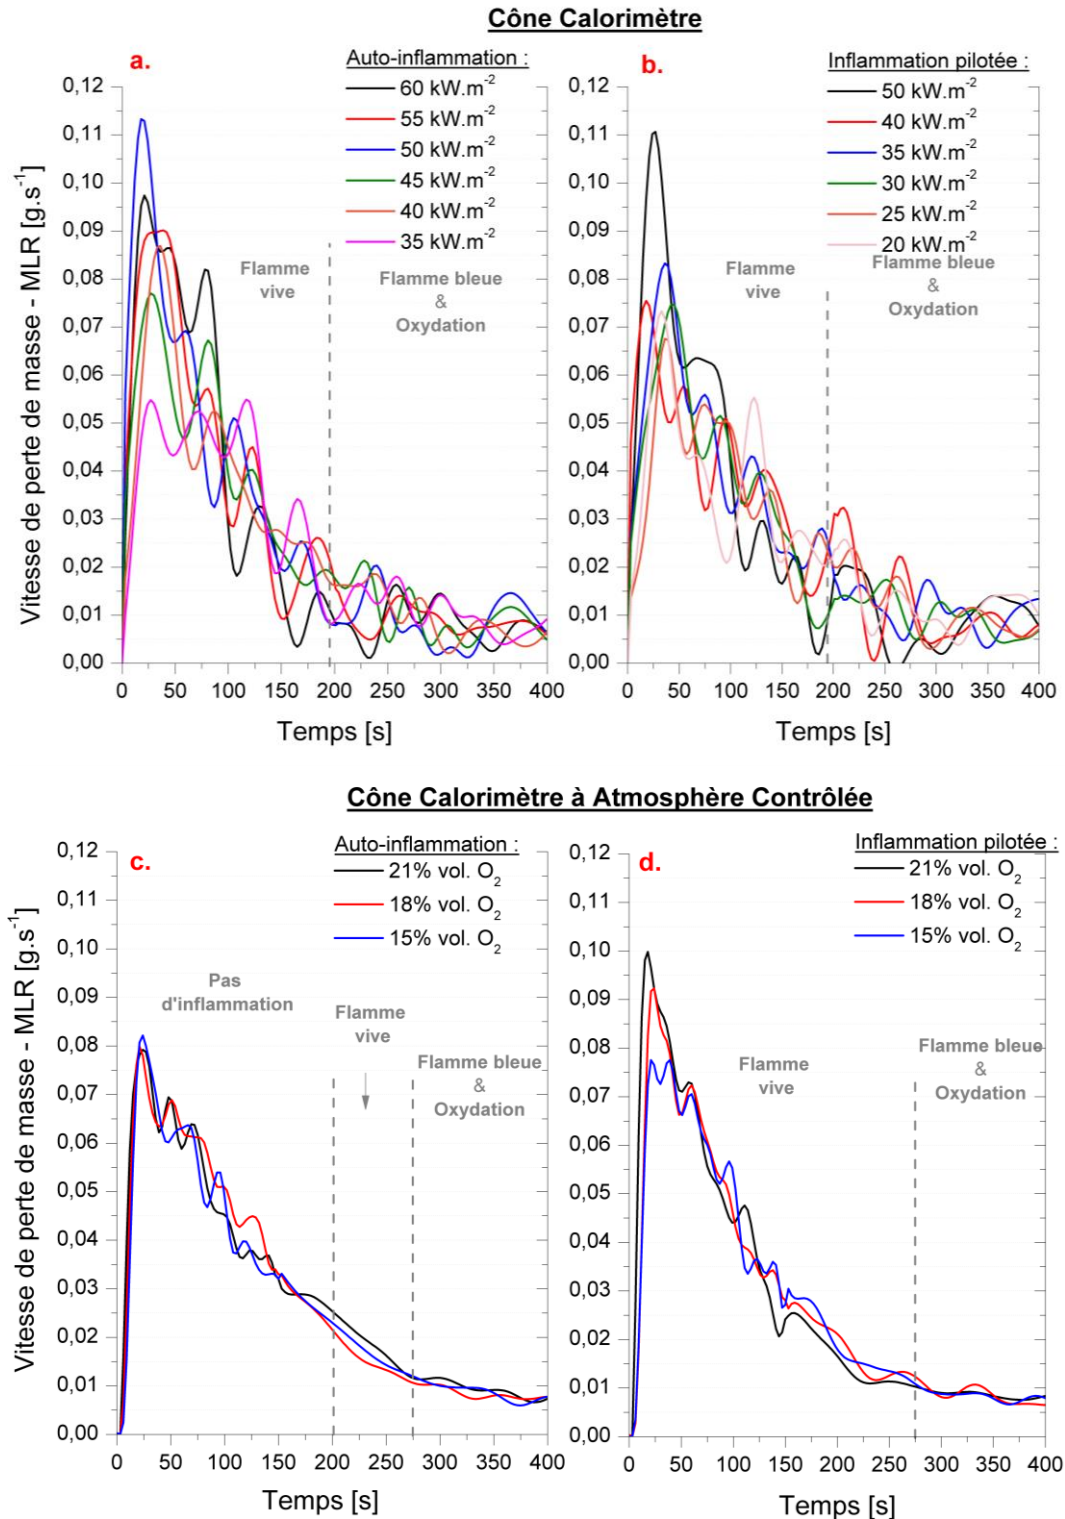 Cône Calorimètre
a.
Auto-inflammation :
60 kW.m-2
55 kW.m-2
50 kW.m-2
45 kW.m-2
40 kW.m-2
35 kW.m-2
Flamme
vive
Flamme bleue
&
Oxydation
0,12
0,11
0,10
0,09
0,08
0,07
0,06
0,05
0,04
0,03
0,02
0,01
0,00
Vitesse de perte de masse - MLR [g.s-1]
0 50 100 150 200 250 300 350 400
Temps [s]
b.
Inflammation pilotée :
50 kW.m-2
40 kW.m-2
35 kW.m-2
30 kW.m-2
25 kW.m-2
20 kW.m-2
Flamme
vive
Flamme bleue
&
Oxydation
0,12
0,11
0,10
0,09
0,08
0,07
0,06
0,05
0,04
0,03
0,02
0,01
0,00
0 50 100 150 200 250 300 350 400
Temps [s]
Cône Calorimètre à Atmosphère Contrôlée
c.
Auto-inflammation :
21% vol. O2
18% vol. O2
15% vol. O2
Pas
d'inflammation
Flamme
vive
Flamme bleue
&
Oxydation
0,12
0,11
0,10
0,09
0,08
0,07
0,06
0,05
0,04
0,03
0,02
0,01
0,00
Vitesse de perte de masse - MLR [g.s-1]
0 50 100 150 200 250 300 350 400
Temps [s]
d.
Inflammation pilotée :
21% vol. O2
18% vol. O2
15% vol. O2
Flamme
vive
Flamme bleue
&
Oxydation
0,12
0,11
0,10
0,09
0,08
0,07
0,06
0,05
0,04
0,03
0,02
0,01
0,00
0 50 100 150 200 250 300 350 400
Temps [s]